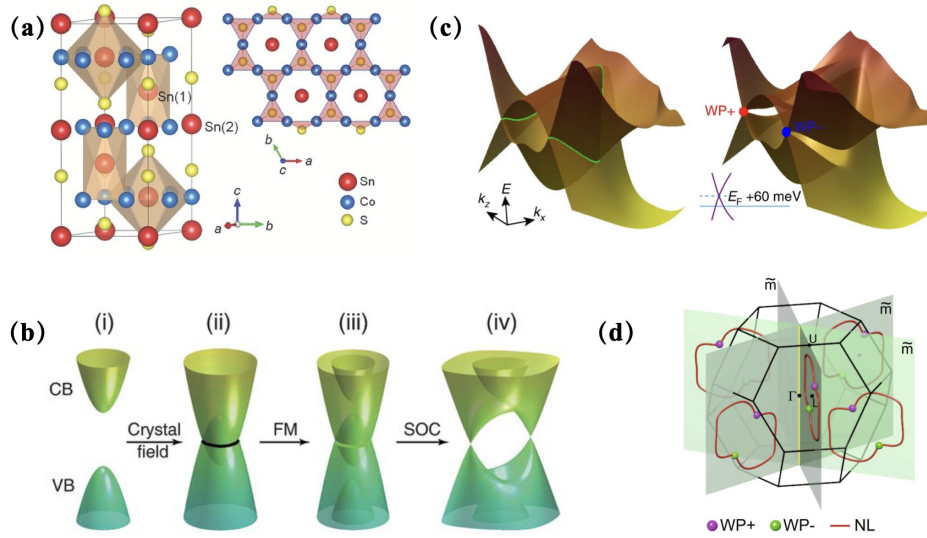 (a)
Sn(1)
Sn(2)
b
c
a
c
a
b
Sn
Co
S
(c)
WP+
WP-
E
k_z
k_x
E_F +60 meV
(b)
(i)
(ii)
(iii)
(iv)
CB
VB
Crystal
field
FM
SOC
(d)
m̃
m̃
m̃
U
Γ
L
WP+
WP-
NL